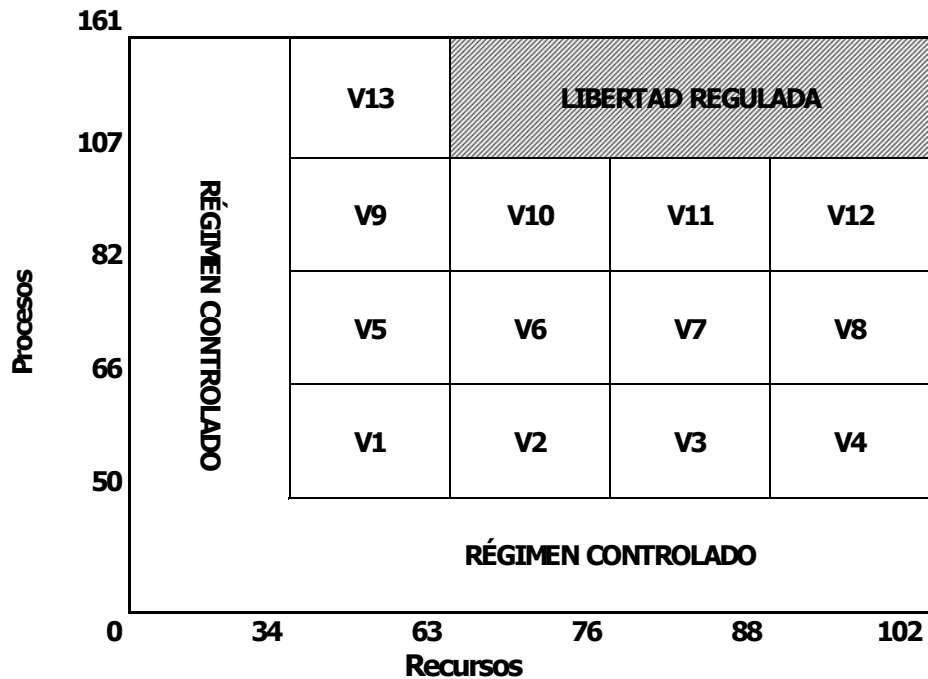 161
V13 LIBERTAD REGULADA
107
V9 V10 V11 V12
82
V5 V6 V7 V8
66
V1 V2 V3 V4
50
RÉGIMEN CONTROLADO
RÉGIMEN CONTROLADO
Procesos
0 34 63 76 88 102
Recursos